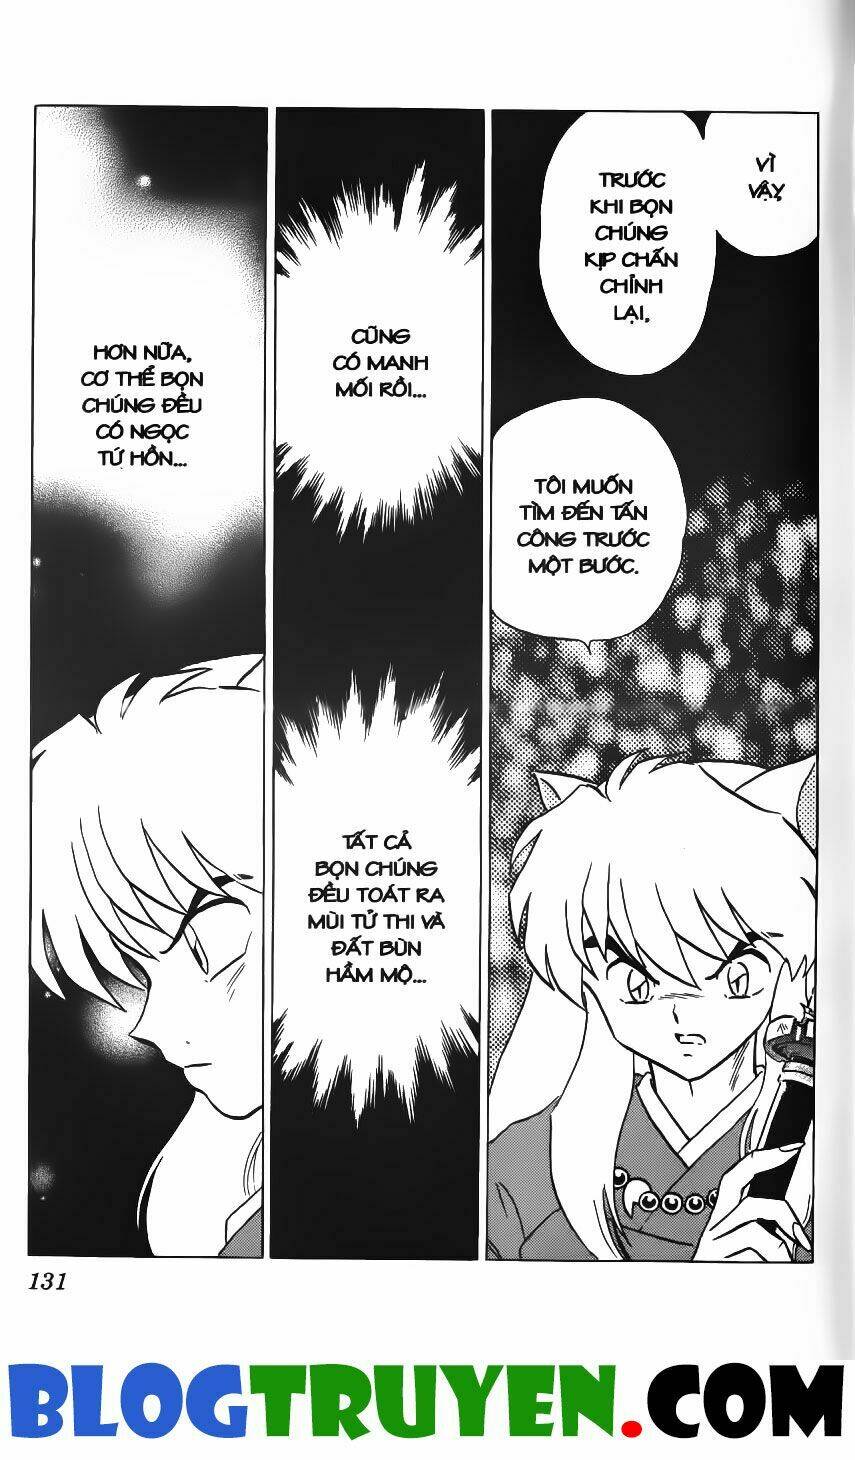 VÌ
VẬY,
TRƯỚC
KHI BỌN
CHÚNG
KỊP CHẤN
CHỈNH
LẠI,
TÔI MUỐN
TÌM ĐẾN TẤN
CÔNG TRƯỚC
MỘT BƯỚC.
CŨNG
CÓ MANH
MỐI RỒI...
TẤT CẢ
BỌN CHÚNG
ĐỀU TOÁT RA
MÙI TỬ THI VÀ
ĐẤT BÙN
HẦM MỘ...
HƠN NỮA,
CƠ THỂ BỌN
CHÚNG ĐỀU
CÓ NGỌC
TỨ HỒN...
131
BLOGTRUYEN.COM